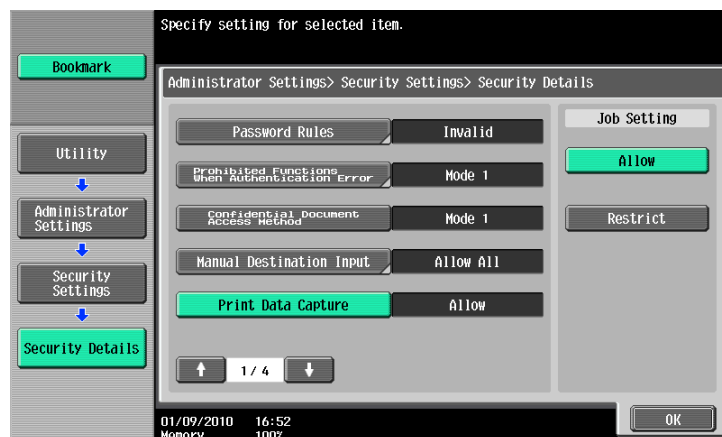 Specify setting for selected item.
Bookmark
Administrator Settings> Security Settings> Security Details
Utility
Administrator
Settings
Security
Settings
Security Details
Password Rules
Invalid
Prohibited Functions
When Authentication Error
Mode 1
Confidential Document
Access Method
Mode 1
Manual Destination Input
Allow All
Print Data Capture
Allow
1/ 4
Job Setting
Allow
Restrict
01/09/2010 16:52
Memory 100%
OK